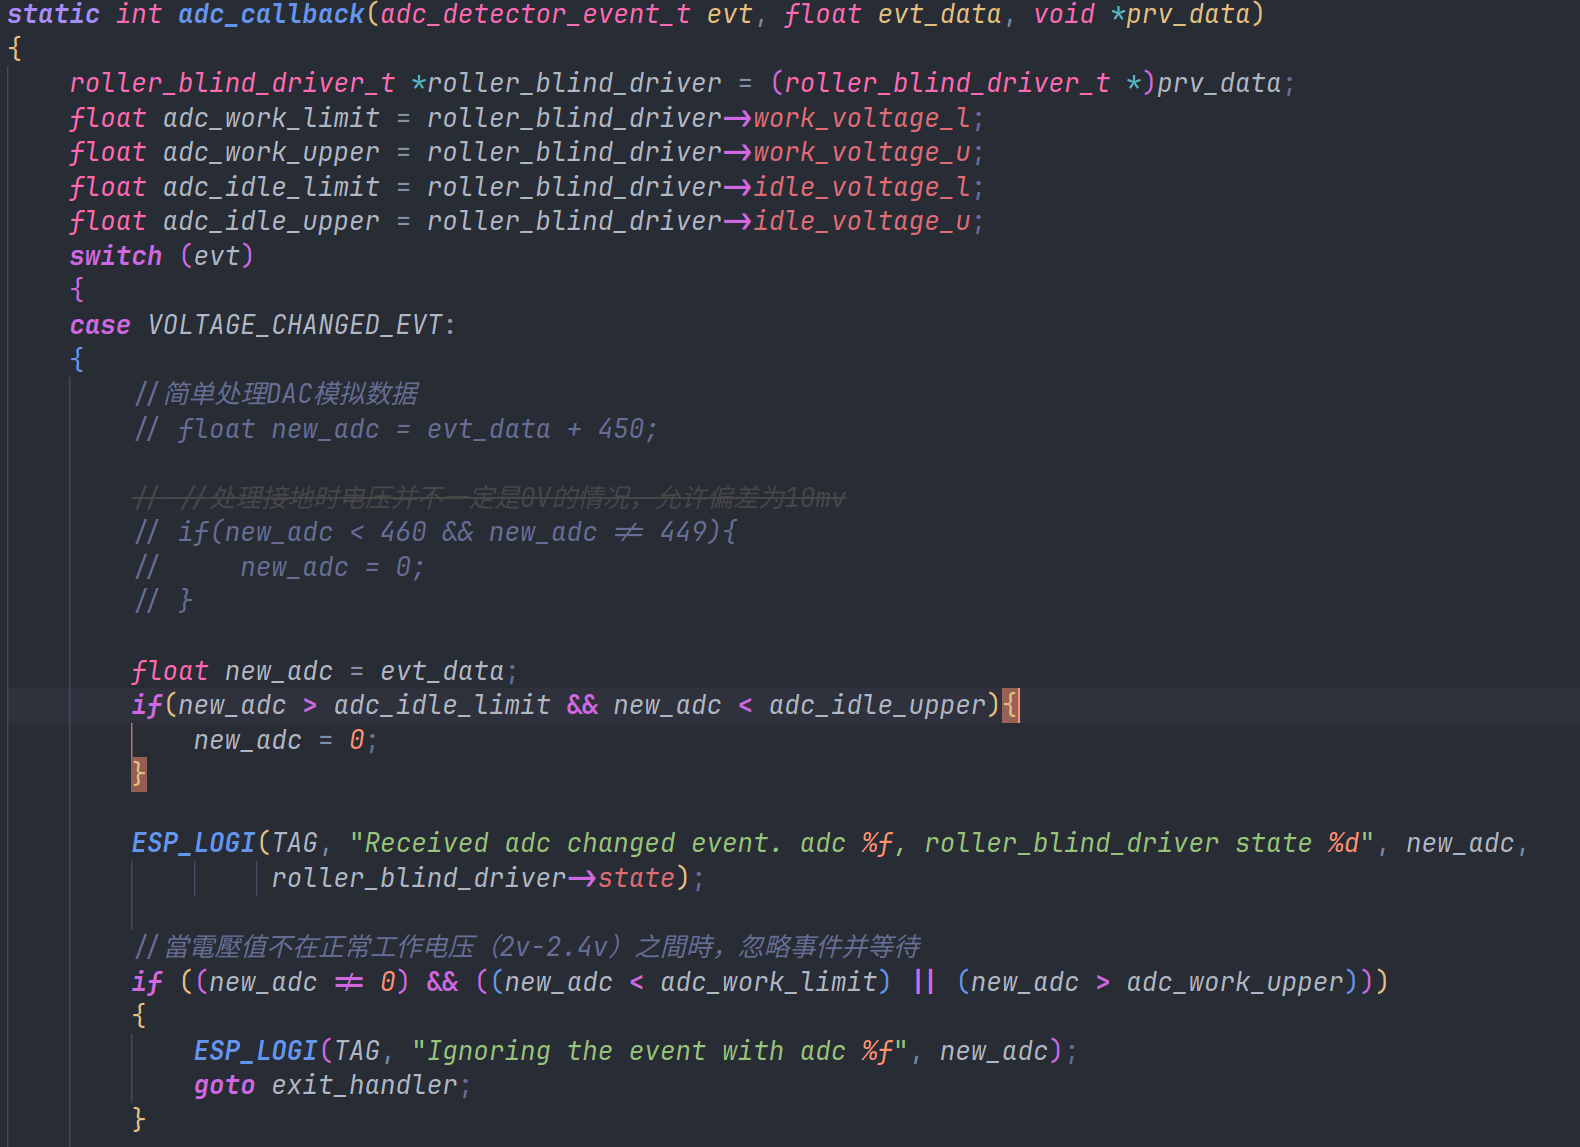 static int adc_callback(adc_detector_event_t evt, float evt_data, void *prv_data)
{
    roller_blind_driver_t *roller_blind_driver = (roller_blind_driver_t *)prv_data;
    float adc_work_limit = roller_blind_driver->work_voltage_l;
    float adc_work_upper = roller_blind_driver->work_voltage_u;
    float adc_idle_limit = roller_blind_driver->idle_voltage_l;
    float adc_idle_upper = roller_blind_driver->idle_voltage_u;
    switch (evt)
    {
    case VOLTAGE_CHANGED_EVT:
    {
        //简单处理DAC模拟数据
        // float new_adc = evt_data + 450;

        // //处理接地时电压并不一定是0V的情况，允许偏差为10mv
        // if(new_adc < 460 && new_adc != 449){
        //     new_adc = 0;
        // }

        float new_adc = evt_data;
        if(new_adc > adc_idle_limit && new_adc < adc_idle_upper){
            new_adc = 0;
        }

        ESP_LOGI(TAG, "Received adc changed event. adc %f, roller_blind_driver state %d", new_adc,
                 roller_blind_driver->state);

        //當電壓值不在正常工作电压（2v-2.4v）之間時，忽略事件并等待
        if ((new_adc != 0) && ((new_adc < adc_work_limit) || (new_adc > adc_work_upper)))
        {
            ESP_LOGI(TAG, "Ignoring the event with adc %f", new_adc);
            goto exit_handler;
        }